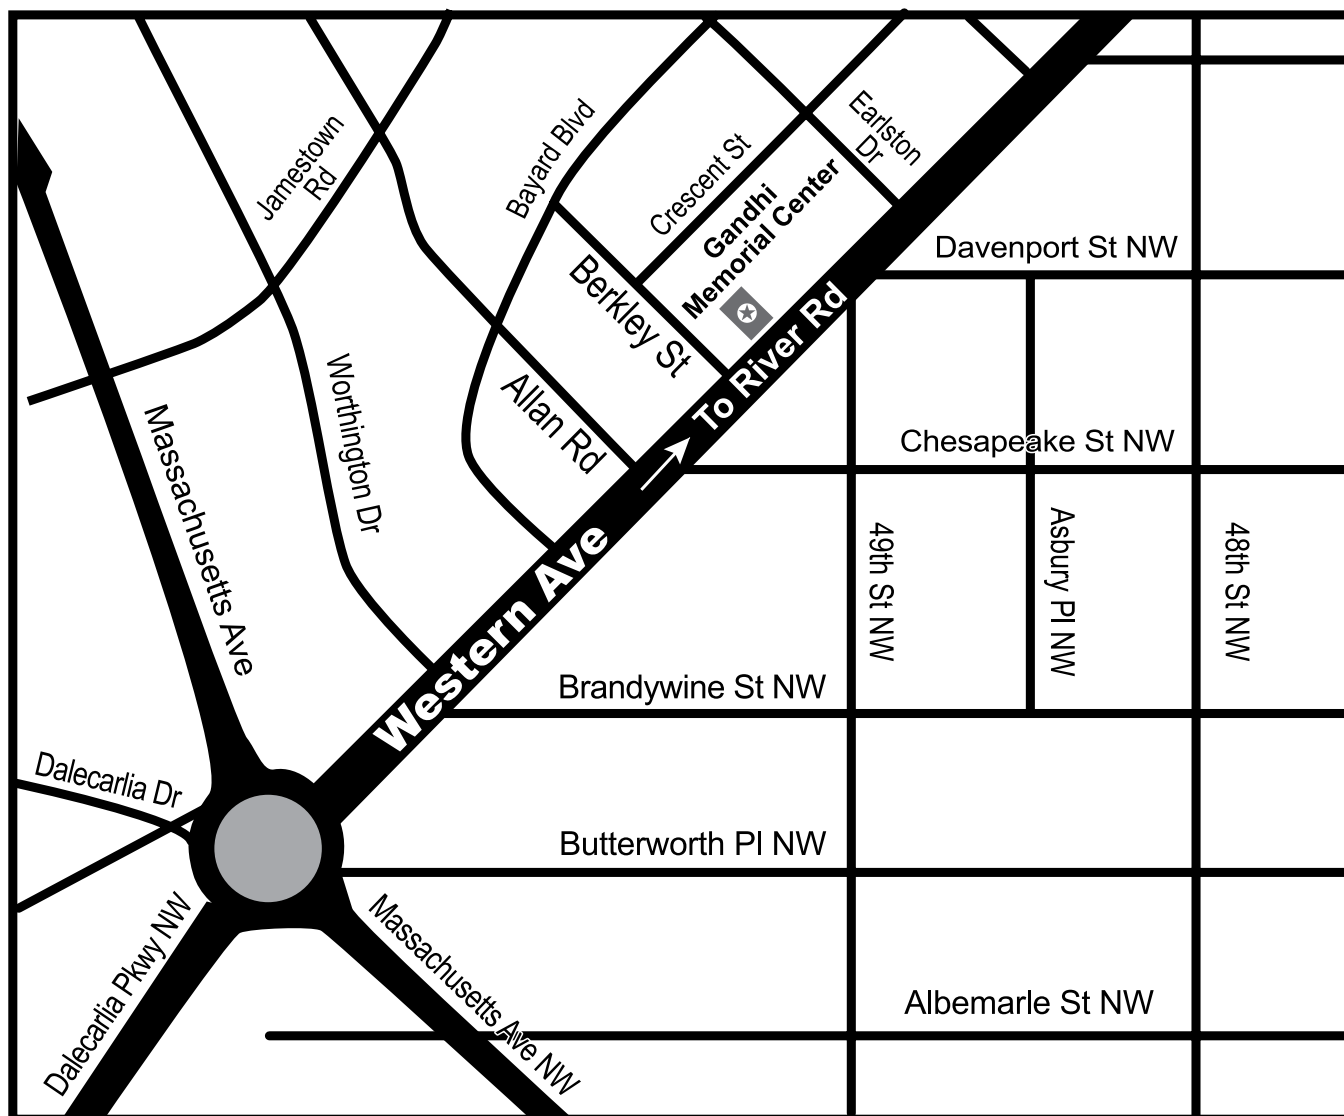 Jamestown
Rd
Bayard Blvd
Crescent St
Earlston
Dr
Gandhi
Memorial Center
Davenport St NW
Berkley St
To River Rd
Allan Rd
Worthington Dr
Massachusetts Ave
Chesapeake St NW
49th St NW
Asbury Pl NW
48th St NW
Western Ave
Brandywine St NW
Dalecarlia Dr
Butterworth Pl NW
Dalecarlia Pkwy NW
Massachusetts Ave NW
Albemarle St NW